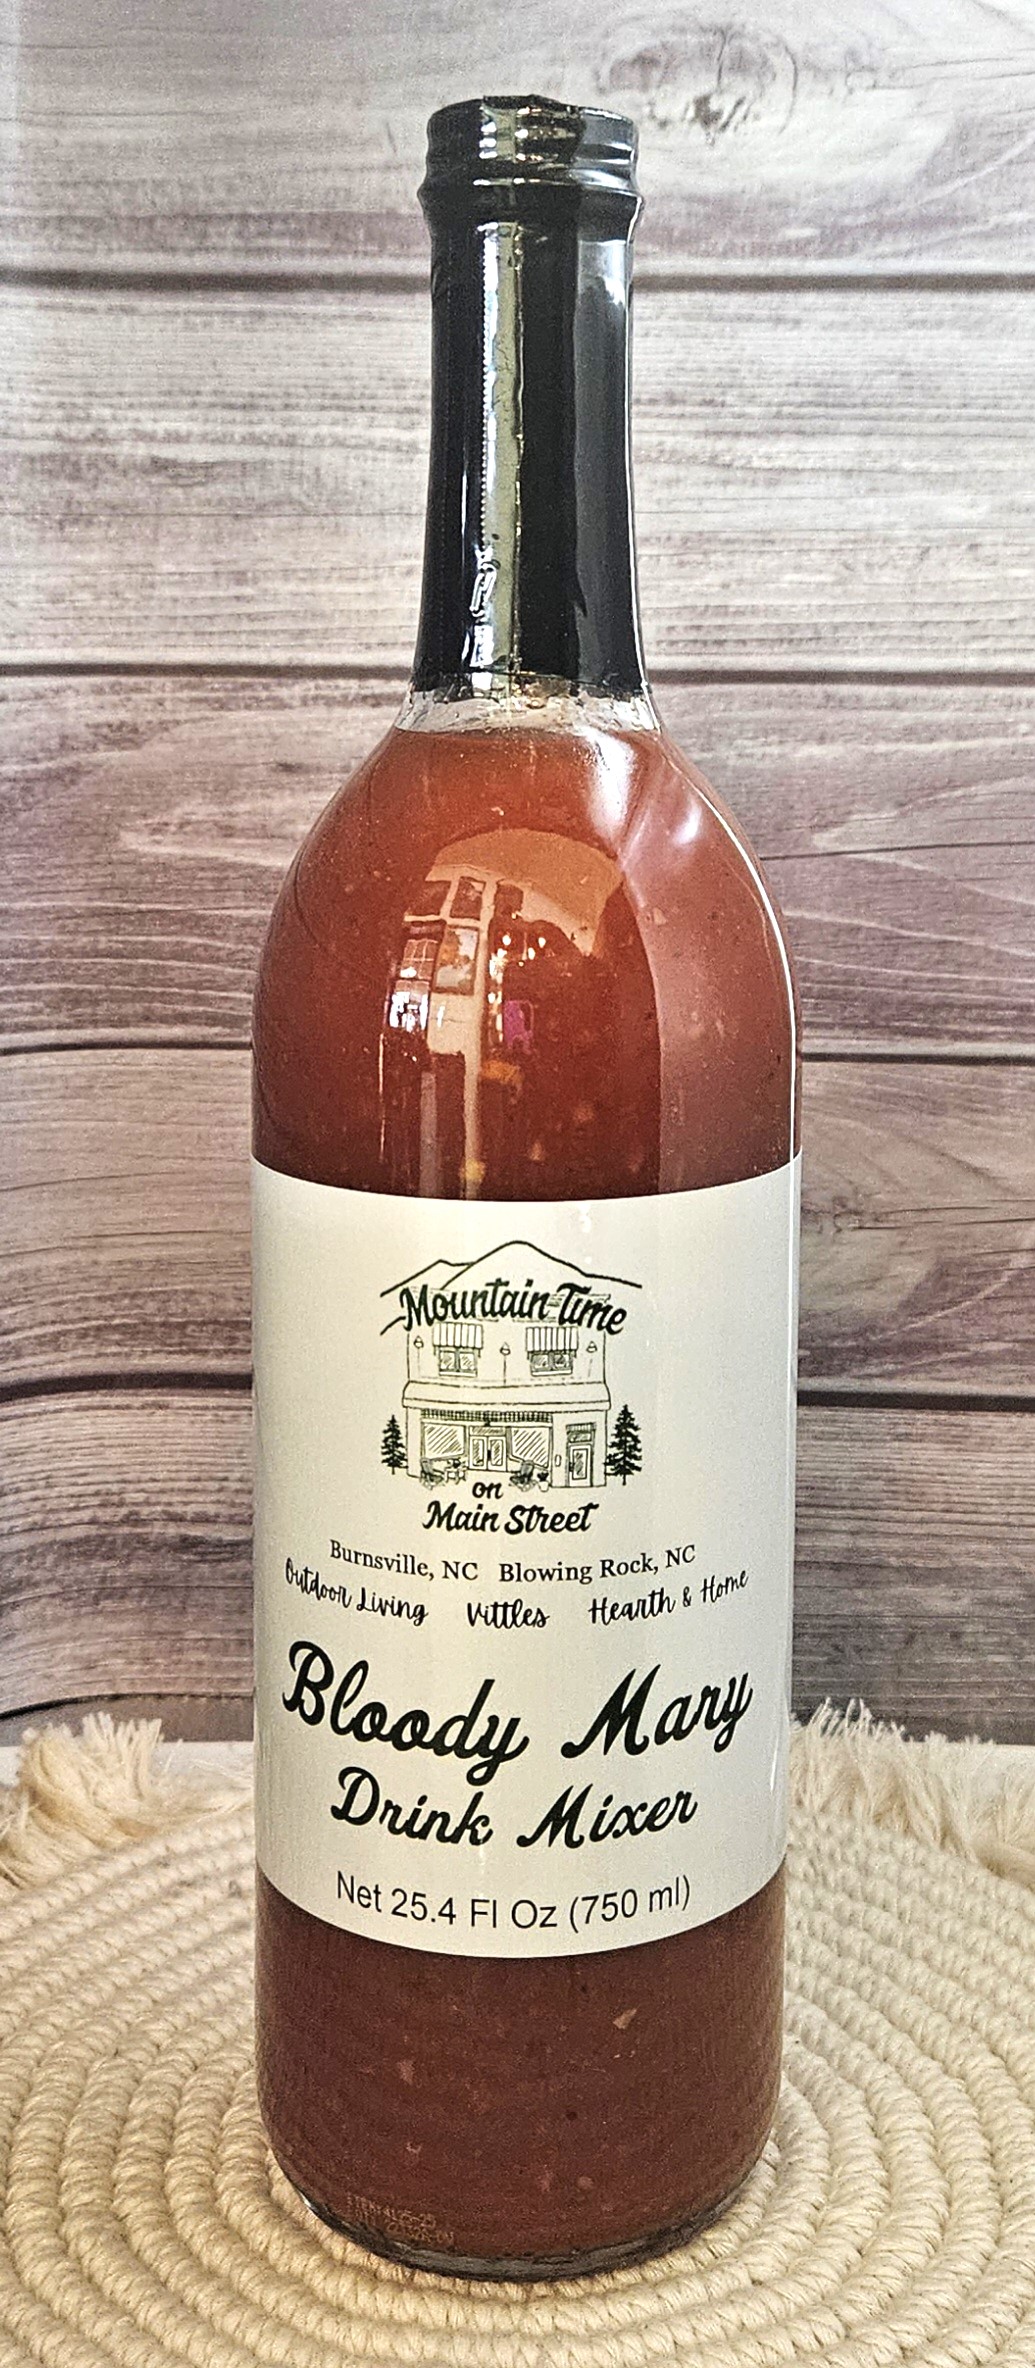 Mountain Time
on
Main Street
Burnsville, NC Blowing Rock, NC
Outdoor Living Vittles Hearth & Home
Bloody Mary
Drink Mixer
Net 25.4 Fl Oz (750 ml)